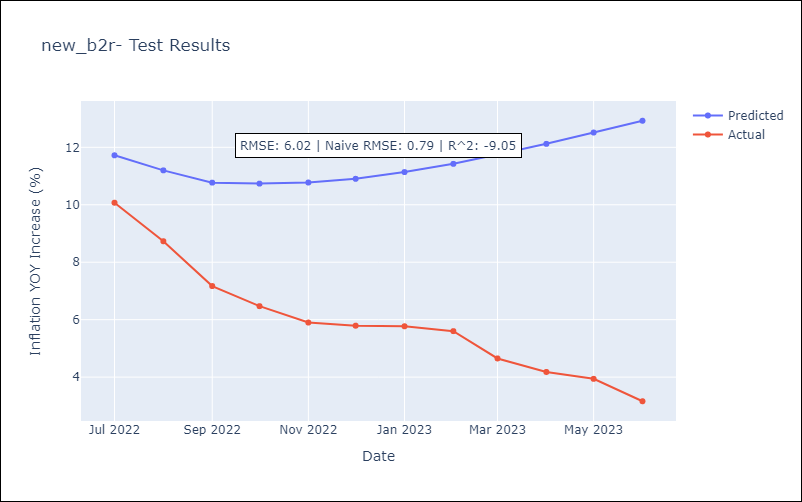 new_b2r- Test Results
Predicted
Actual
RMSE: 6.02 | Naive RMSE: 0.79 | R^2: -9.05
Inflation YOY Increase (%)
12
10
8
6
4
Jul 2022
Sep 2022
Nov 2022
Jan 2023
Mar 2023
May 2023
Date